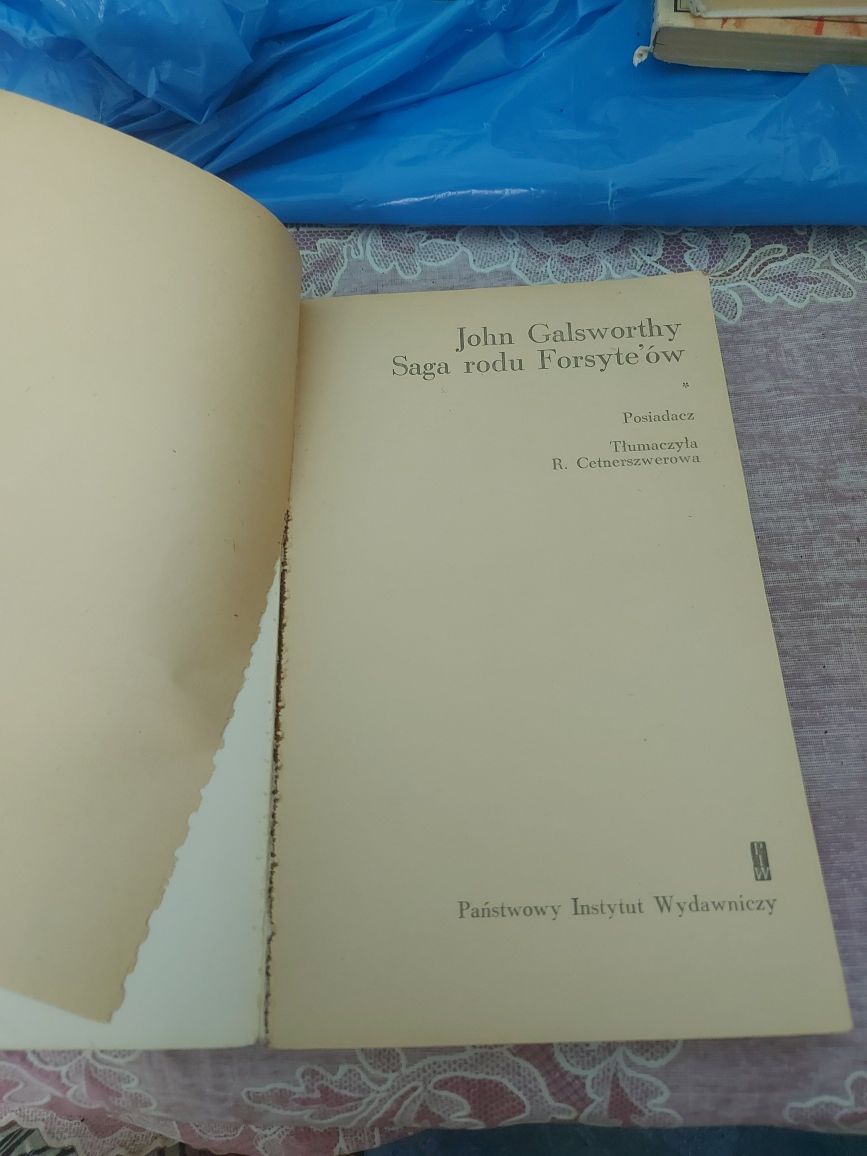 John Galsworthy
Saga rodu Forsyte'ów
*
Posiadacz
Tłumaczyła
R. Cetnerszwerowa
PIW
Państwowy Instytut Wydawniczy